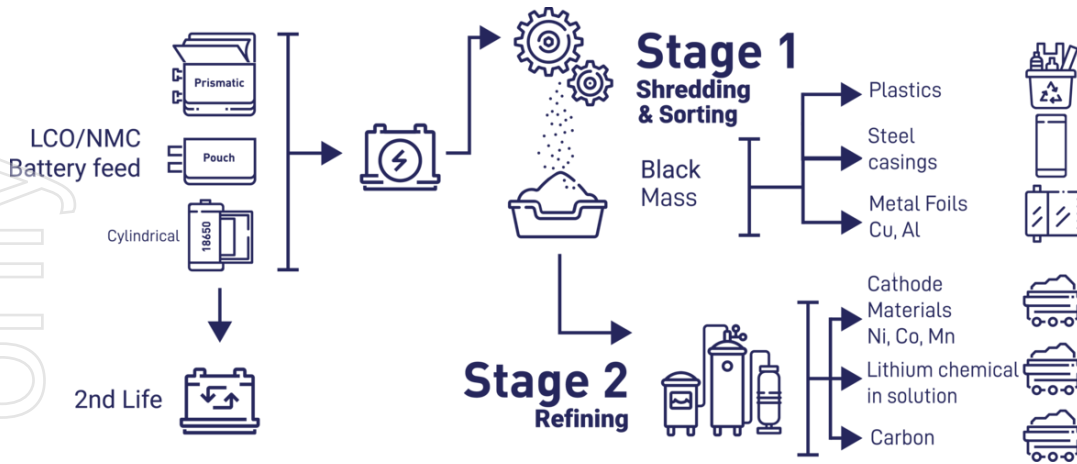 Prismatic
LCO/NMC
Battery feed
Pouch
Cylindrical
18650
2nd Life
Stage 1
Shredding
& Sorting
Black
Mass
Plastics
Steel
casings
Metal Foils
Cu, Al
Stage 2
Refining
Cathode
Materials
Ni, Co, Mn
Lithium chemical
in solution
Carbon